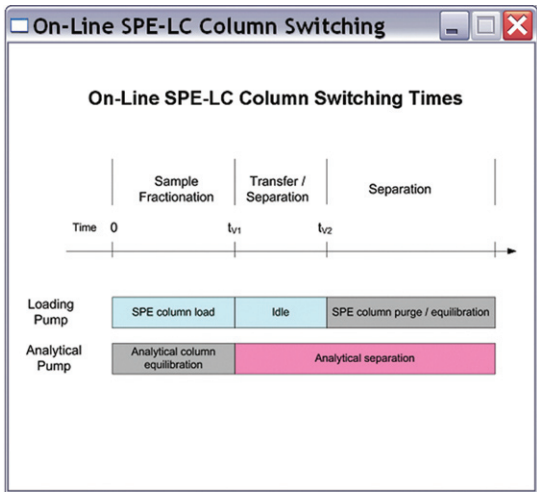 On-Line SPE-LC Column Switching
On-Line SPE-LC Column Switching Times
Sample
Fractionation
Transfer /
Separation
Separation
Time 0 tV1 tV2
Loading
Pump
SPE column load
Idle
SPE column purge / equilibration
Analytical
Pump
Analytical column
equilibration
Analytical separation